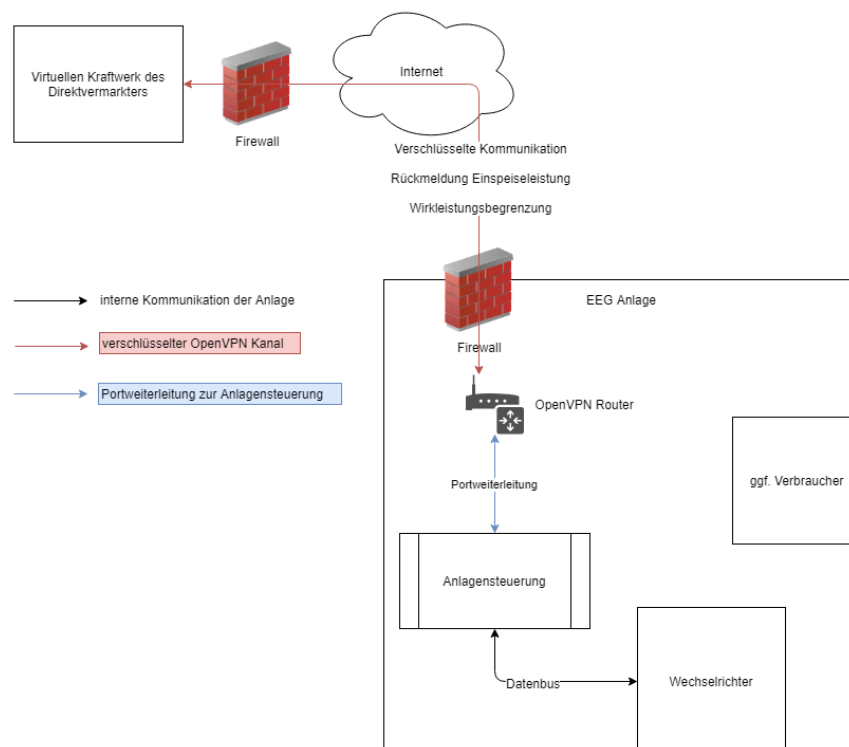 Virtuellen Kraftwerk des
Direktvermarkters
Firewall
Internet
Verschlüsselte Kommunikation
Rückmeldung Einspeiseleistung
Wirkleistungsbegrenzung
interne Kommunikation der Anlage
verschlüsselter OpenVPN Kanal
Portweiterleitung zur Anlagensteuerung
EEG Anlage
Firewall
OpenVPN Router
Portweiterleitung
ggf. Verbraucher
Anlagensteuerung
Datenbus
Wechselrichter